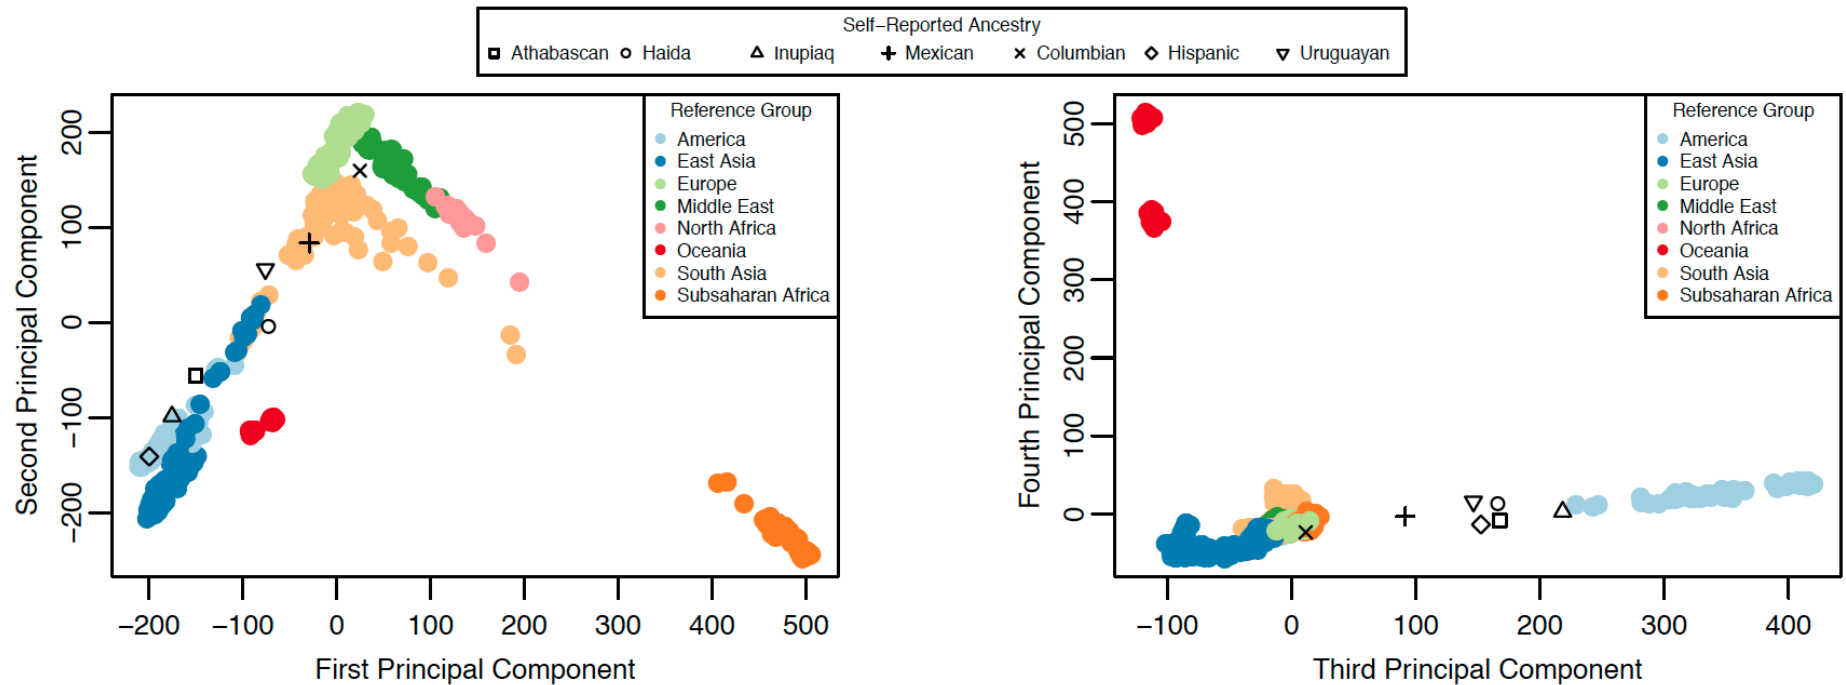 Self-Reported Ancestry
Athabascan Haida Inupiaq Mexican Columbian Hispanic Uruguayan
Second Principal Component
200
100
0
-100
-200
Reference Group
America
East Asia
Europe
Middle East
North Africa
Oceania
South Asia
Subsaharan Africa
-200 -100 0 100 200 300 400 500
First Principal Component
Fourth Principal Component
500
400
300
200
100
0
Reference Group
America
East Asia
Europe
Middle East
North Africa
Oceania
South Asia
Subsaharan Africa
-100 0 100 200 300 400
Third Principal Component